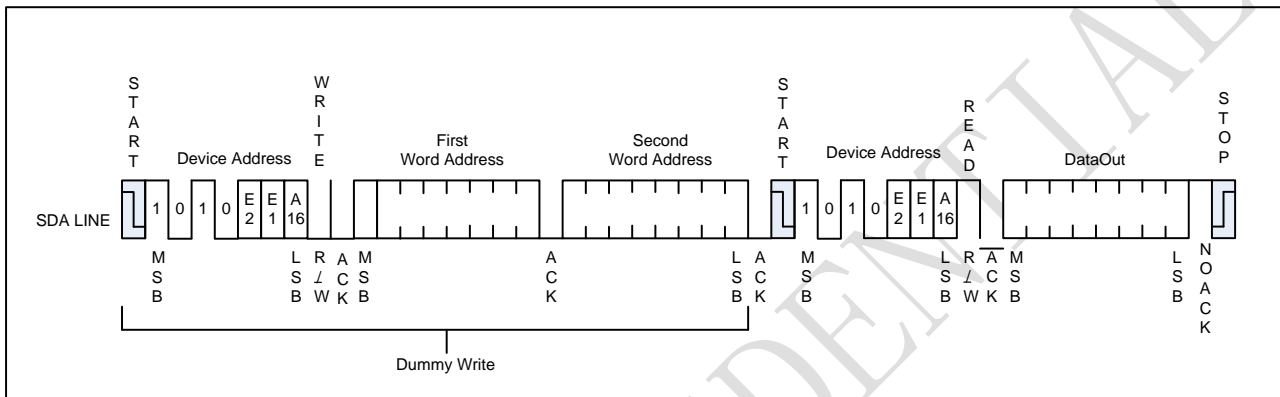 START
WRITE
START
READ
STOP
Device Address
First
Word Address
Second
Word Address
Device Address
DataOut
SDA LINE
1 0 1 0 E2 E1 A16
1 0 1 0 E2 E1 A16
MSB
LSB
R/W
ACK
MSB
ACK
LSB
ACK
MSB
LSB
R/W
ACK
MSB
LSB
NOACK
Dummy Write
DENTIAL